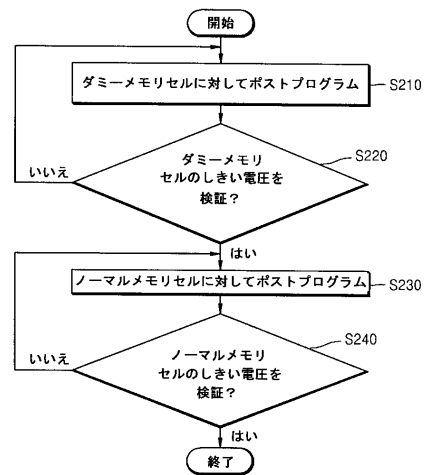 開始
ダミーメモリセルに対してポストプログラム
S210
ダミーメモリ
セルのしきい電圧を
検証？
S220
いいえ
はい
ノーマルメモリセルに対してポストプログラム
S230
ノーマルメモリ
セルのしきい電圧を
検証？
S240
いいえ
はい
終了